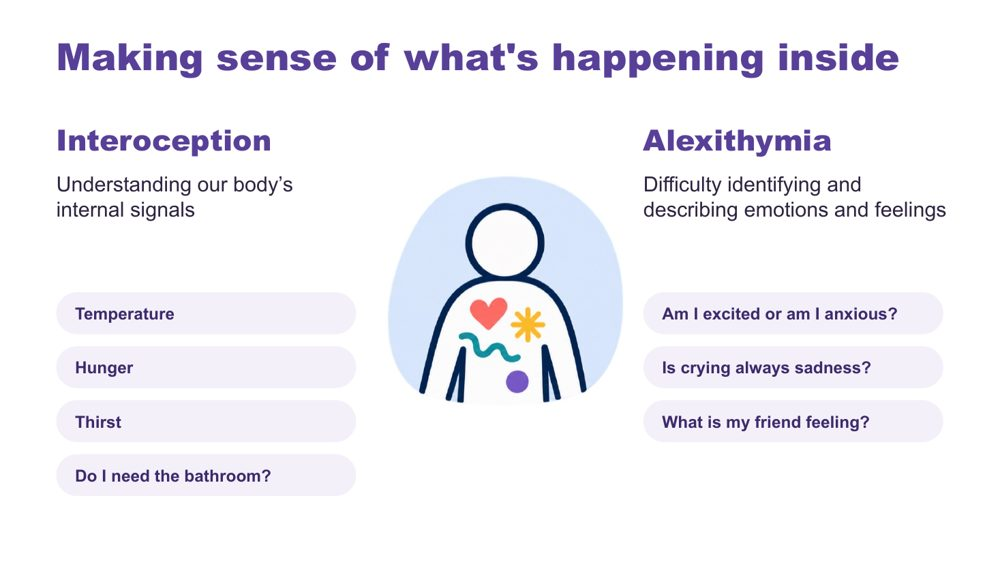 Making sense of what's happening inside
Interoception
Understanding our body’s
internal signals
Temperature
Hunger
Thirst
Do I need the bathroom?
Alexithymia
Difficulty identifying and
describing emotions and feelings
Am I excited or am I anxious?
Is crying always sadness?
What is my friend feeling?